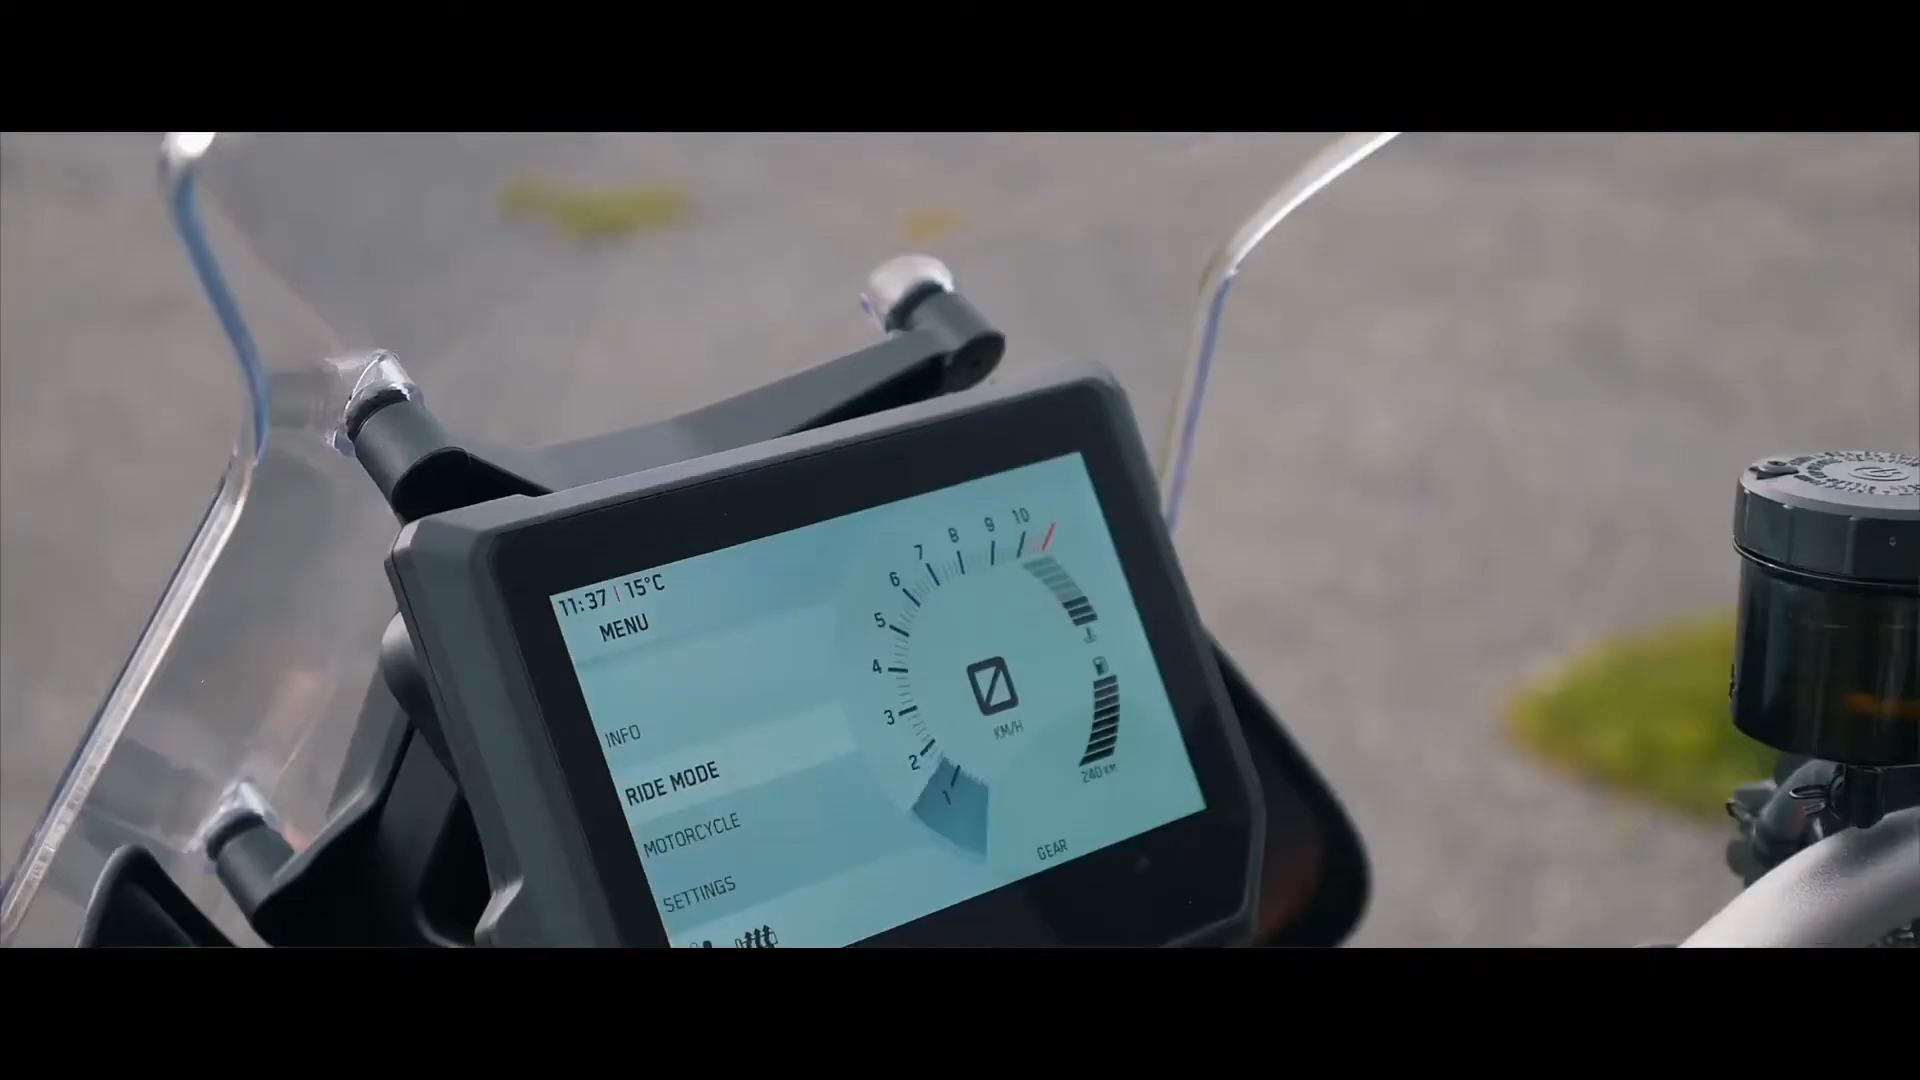 11:37 | 15°C
MENU
INFO
RIDE MODE
MOTORCYCLE
SETTINGS
1
2
3
4
5
6
7
8
9
10
0
KM/H
240 KM
GEAR